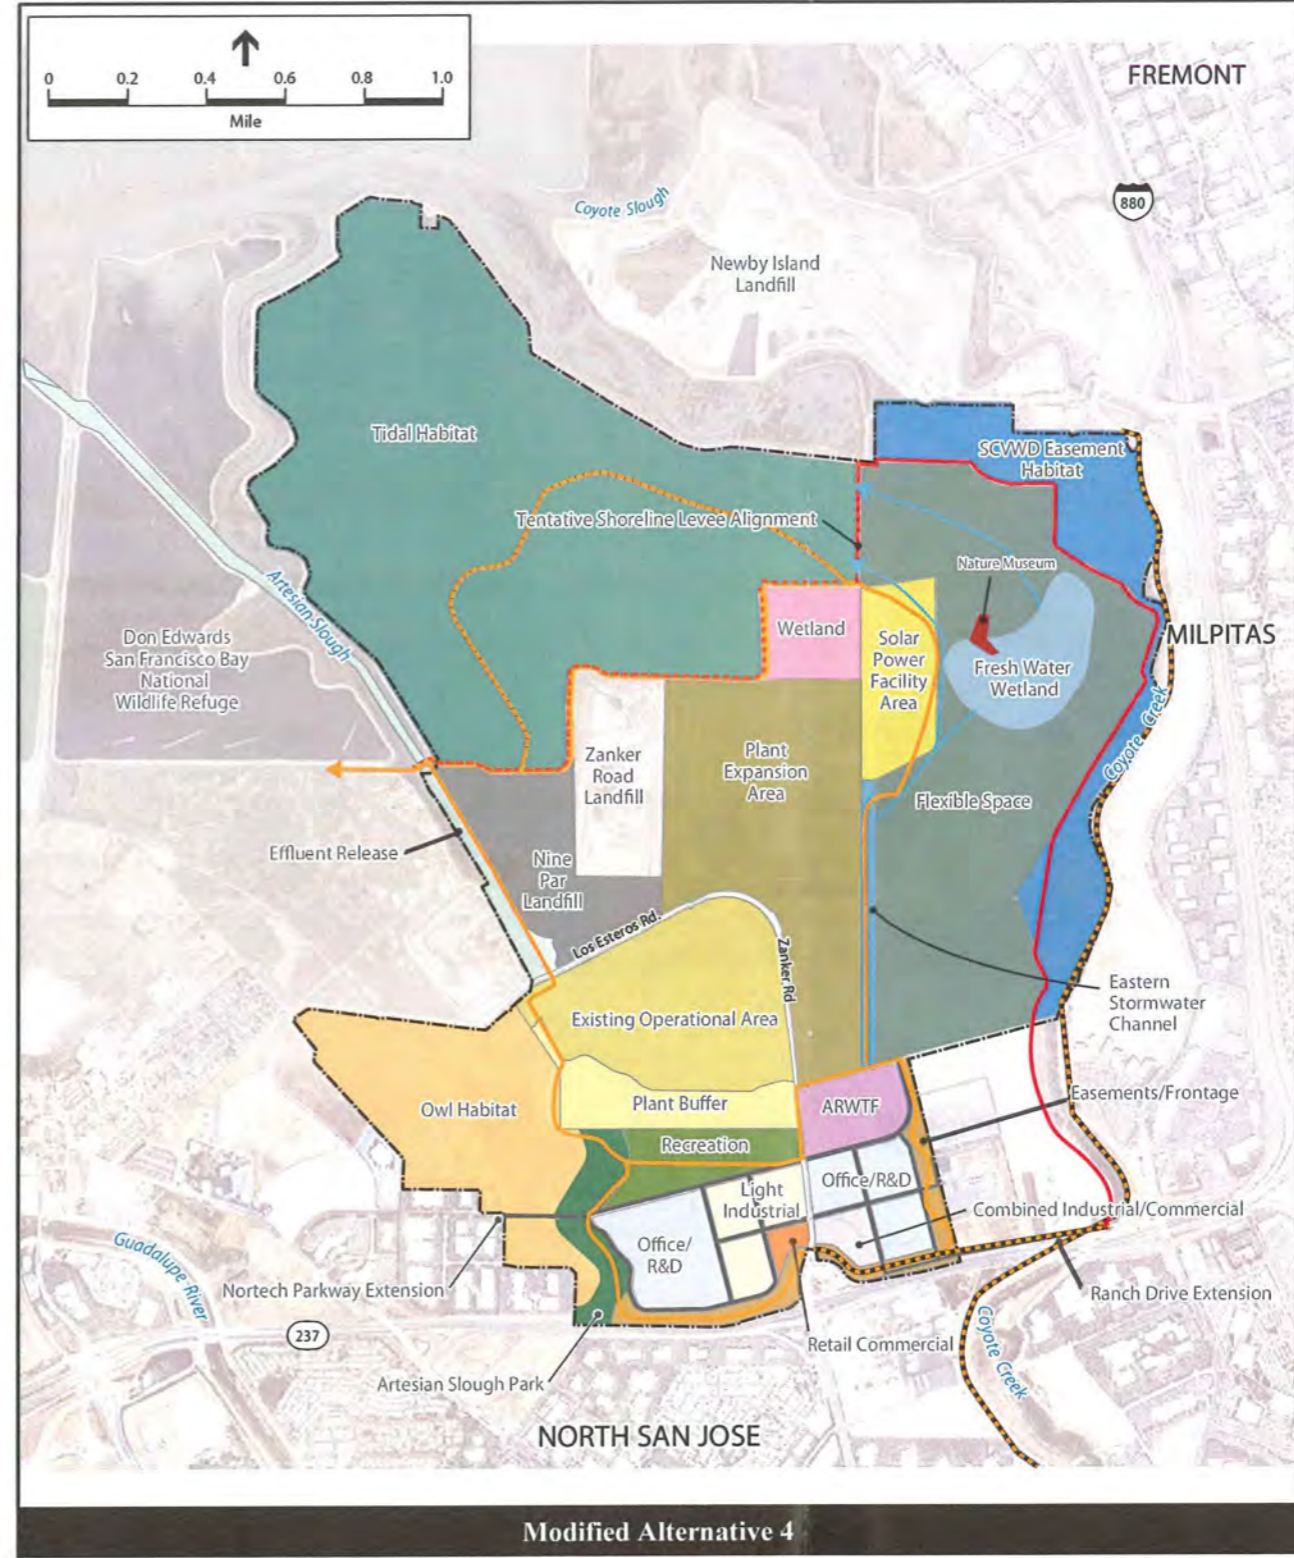 0 0.2 0.4 0.6 0.8 1.0
Mile
FREMONT
880
Coyote Slough
Newby Island
Landfill
Tidal Habitat
SCVWD Easement
Habitat
Tentative Shoreline Levee Alignment
Nature Museum
Artesian Slough
Don Edwards
San Francisco Bay
National
Wildlife Refuge
Wetland
Solar
Power
Facility
Area
Fresh Water
Wetland
MILPITAS
Coyote Creek
Zanker
Road
Landfill
Plant
Expansion
Area
Flexible Space
Effluent Release
Nine
Par
Landfill
Los Esteros Rd.
Zanker Rd
Eastern
Stormwater
Channel
Existing Operational Area
Owl Habitat
Plant Buffer
ARWTF
Easements/Frontage
Recreation
Light
Industrial
Office/R&D
Combined Industrial/Commercial
Office/
R&D
Guadalupe River
Nortech Parkway Extension
Ranch Drive Extension
237
Retail Commercial
Coyote Creek
Artesian Slough Park
NORTH SAN JOSE
Modified Alternative 4